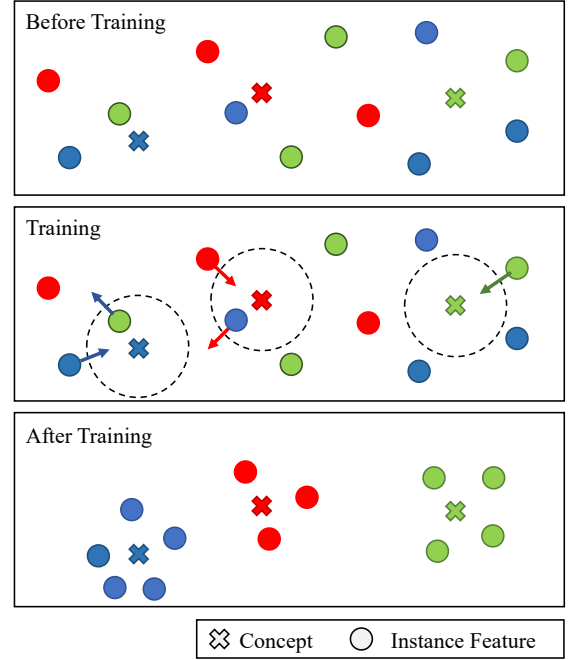 Before Training
Training
After Training
Concept
Instance Feature